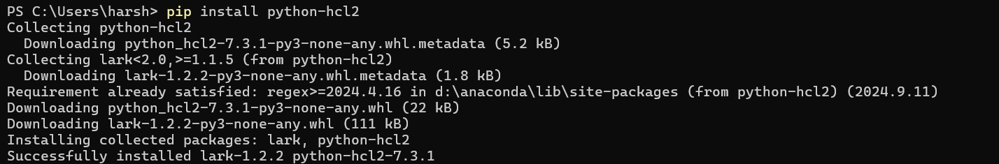 PS C:\Users\harsh> pip install python-hcl2
Collecting python-hcl2
  Downloading python_hcl2-7.3.1-py3-none-any.whl.metadata (5.2 kB)
Collecting lark<2.0,>=1.1.5 (from python-hcl2)
  Downloading lark-1.2.2-py3-none-any.whl.metadata (1.8 kB)
Requirement already satisfied: regex>=2024.4.16 in d:\anaconda\lib\site-packages (from python-hcl2) (2024.9.11)
Downloading python_hcl2-7.3.1-py3-none-any.whl (22 kB)
Downloading lark-1.2.2-py3-none-any.whl (111 kB)
Installing collected packages: lark, python-hcl2
Successfully installed lark-1.2.2 python-hcl2-7.3.1